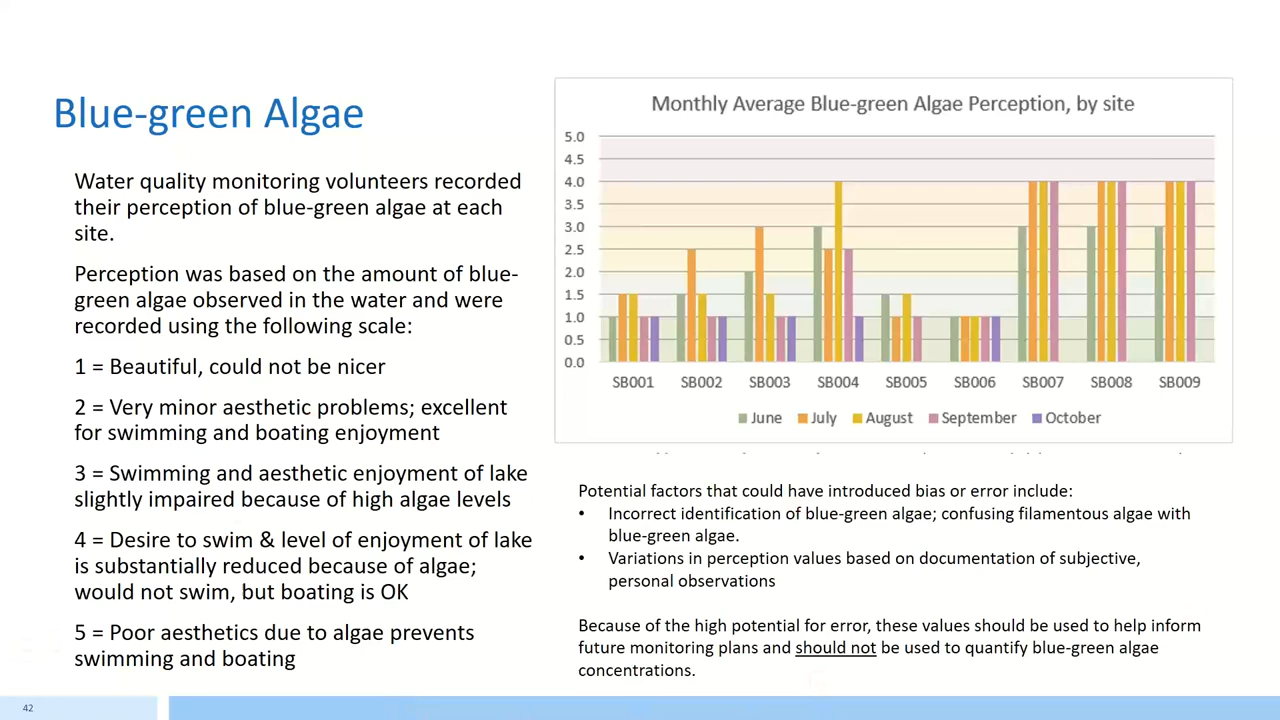 Blue-green Algae
Water quality monitoring volunteers recorded
their perception of blue-green algae at each
site.
Perception was based on the amount of blue-
green algae observed in the water and were
recorded using the following scale:
1 = Beautiful, could not be nicer
2 = Very minor aesthetic problems; excellent
for swimming and boating enjoyment
3 = Swimming and aesthetic enjoyment of lake
slightly impaired because of high algae levels
4 = Desire to swim & level of enjoyment of lake
is substantially reduced because of algae;
would not swim, but boating is OK
5 = Poor aesthetics due to algae prevents
swimming and boating
Monthly Average Blue-green Algae Perception, by site
5.0
4.5
4.0
3.5
3.0
2.5
2.0
1.5
1.0
0.5
0.0
SB001 SB002 SB003 SB004 SB005 SB006 SB007 SB008 SB009
June July August September October
Potential factors that could have introduced bias or error include:
• Incorrect identification of blue-green algae; confusing filamentous algae with
blue-green algae.
• Variations in perception values based on documentation of subjective,
personal observations
Because of the high potential for error, these values should be used to help inform
future monitoring plans and should not be used to quantify blue-green algae
concentrations.
42